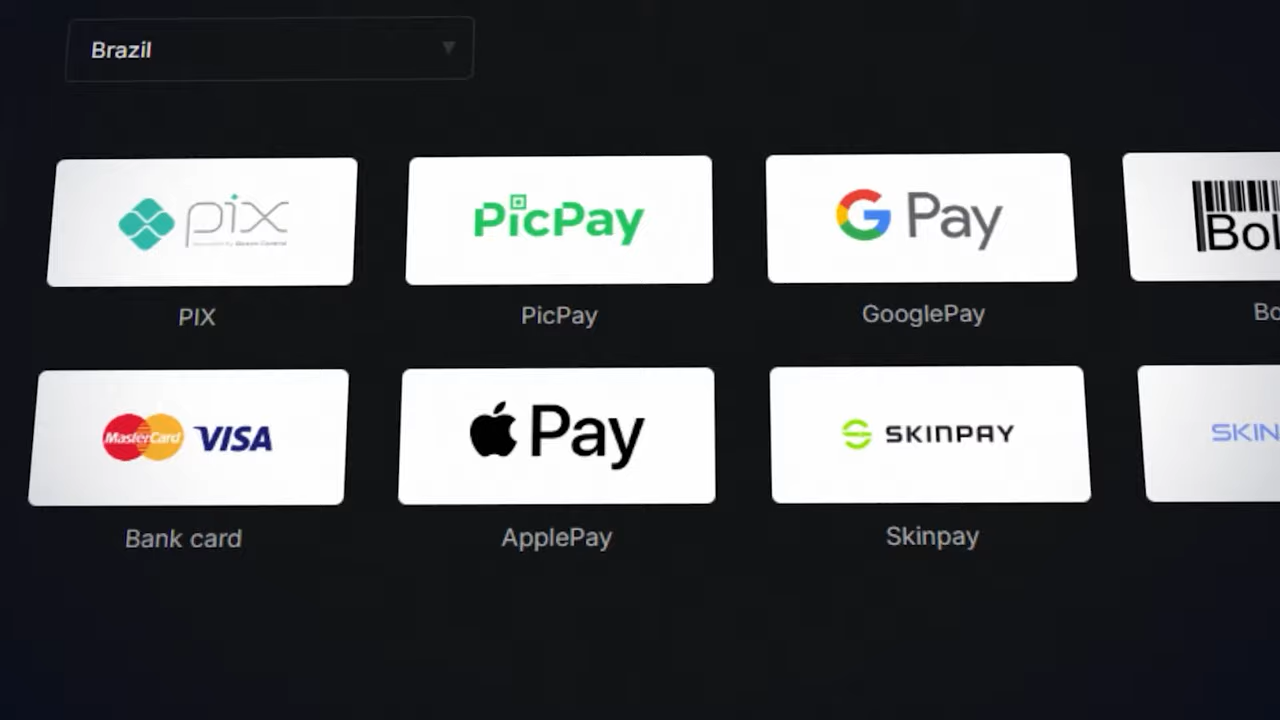 Brazil
pix
PicPay
G Pay
Bol
PIX
PicPay
GooglePay
Bo
MasterCard VISA
Pay
SKINPAY
SKIN
Bank card
ApplePay
Skinpay